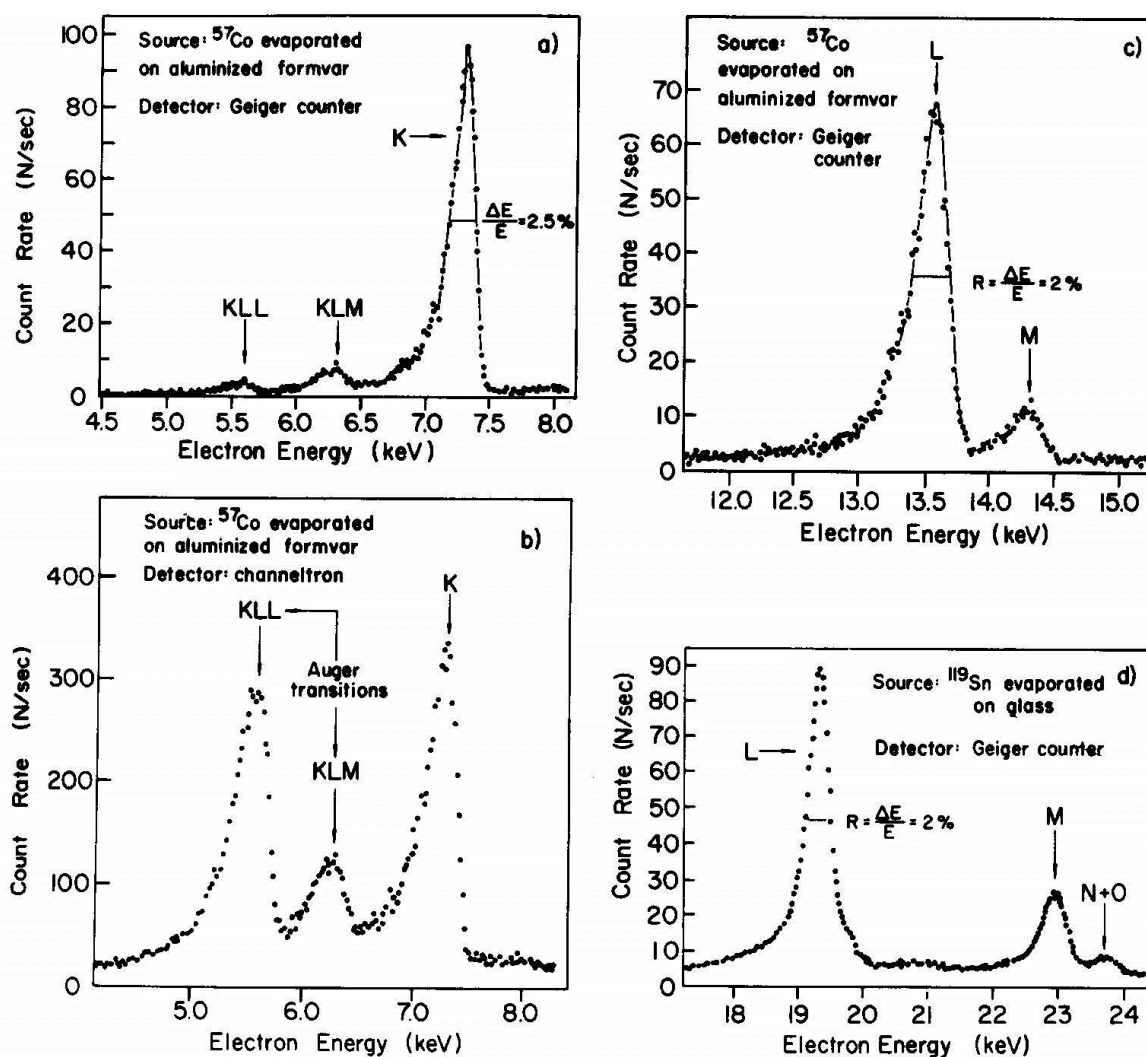 a)
Source: ⁵⁷Co evaporated
on aluminized formvar
Detector: Geiger counter
K
ΔE/E = 2.5%
KLL
KLM
Count Rate (N/sec)
100
80
60
40
20
0
4.5 5.0 5.5 6.0 6.5 7.0 7.5 8.0
Electron Energy (keV)
c)
Source: ⁵⁷Co
evaporated on
aluminized formvar
Detector: Geiger
counter
L
R = ΔE/E = 2%
M
Count Rate (N/sec)
70
60
50
40
30
20
10
0
12.0 12.5 13.0 13.5 14.0 14.5 15.0
Electron Energy (keV)
b)
Source: ⁵⁷Co evaporated
on aluminized formvar
Detector: channeltron
KLL
K
Auger
transitions
KLM
Count Rate (N/sec)
400
300
200
100
0
5.0 6.0 7.0 8.0
Electron Energy (keV)
d)
Source: ¹¹⁹Sn evaporated
on glass
Detector: Geiger counter
L
R = ΔE/E = 2%
M
N+O
Count Rate (N/sec)
90
80
70
60
50
40
30
20
10
0
18 19 20 21 22 23 24
Electron Energy (keV)